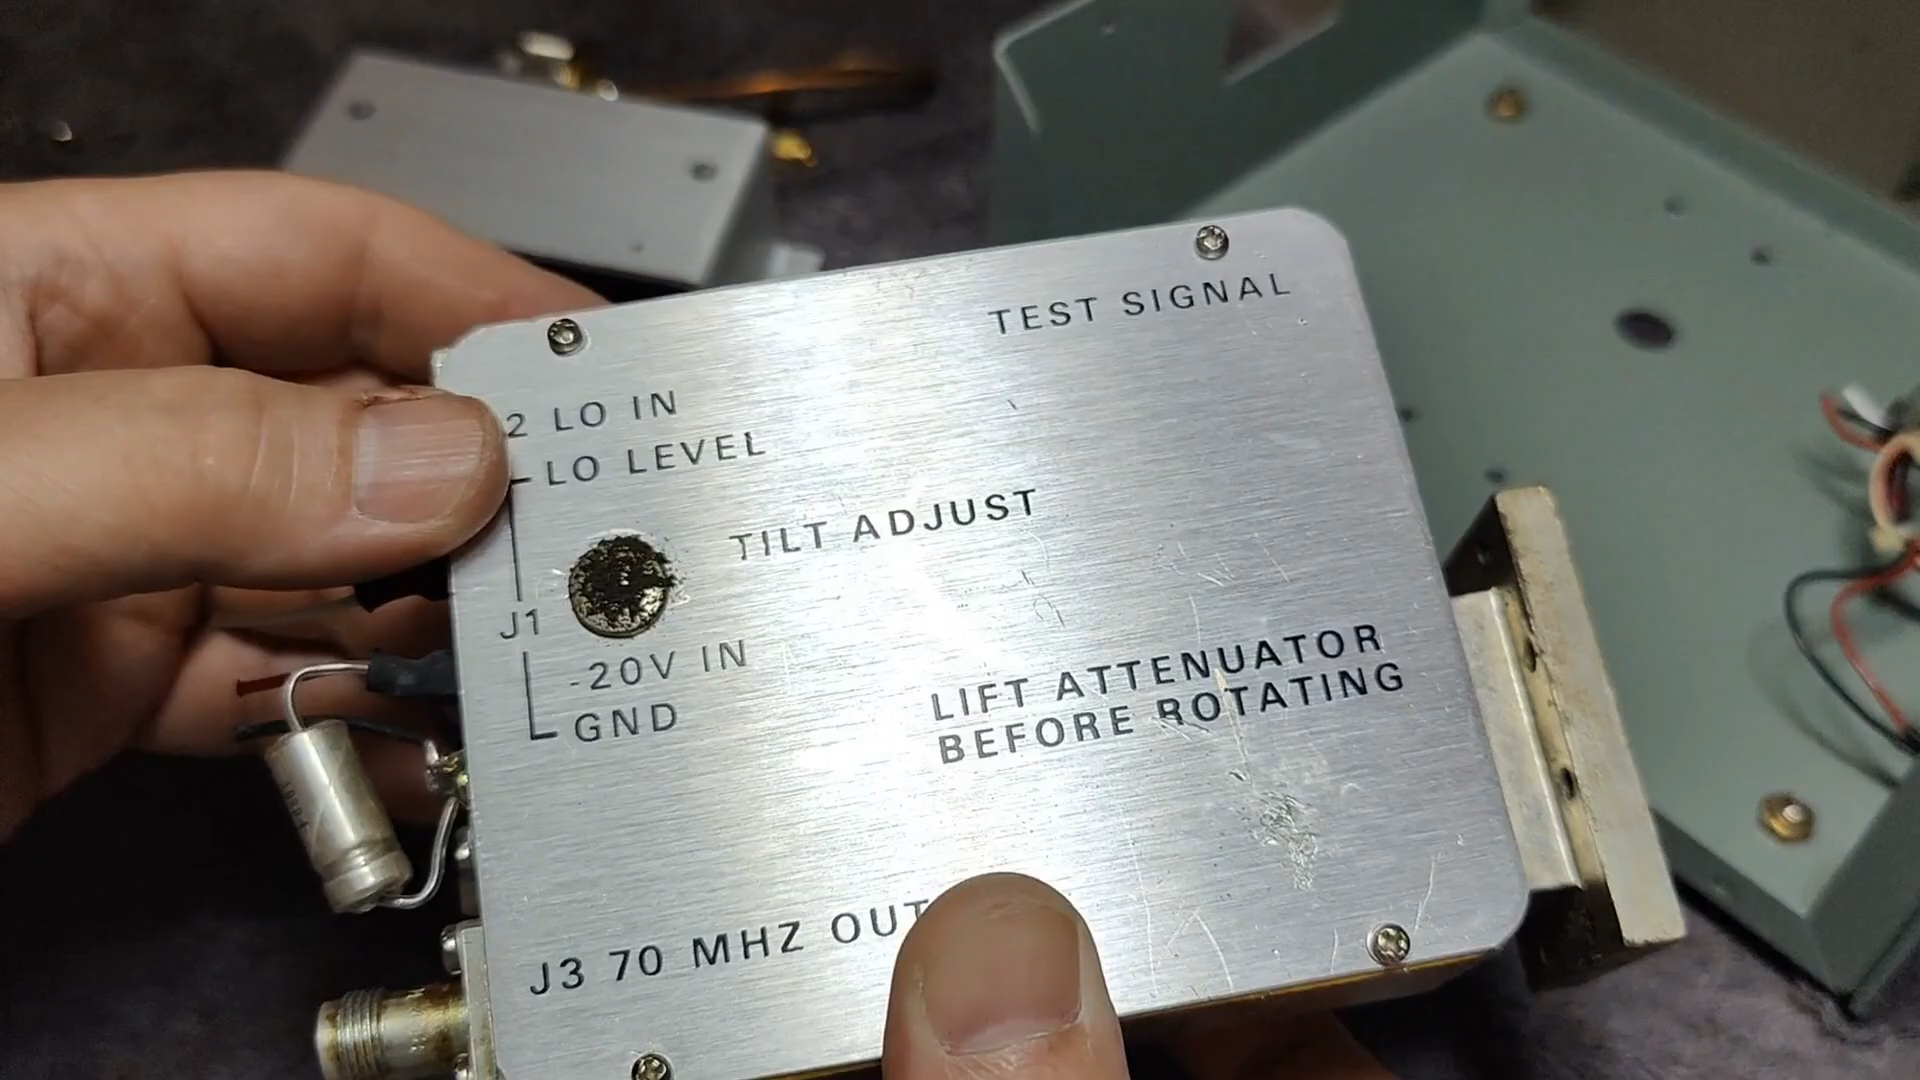 TEST SIGNAL
2 LO IN
LO LEVEL
TILT ADJUST
J1
-20V IN
GND
LIFT ATTENUATOR
BEFORE ROTATING
J3 70 MHZ OUT